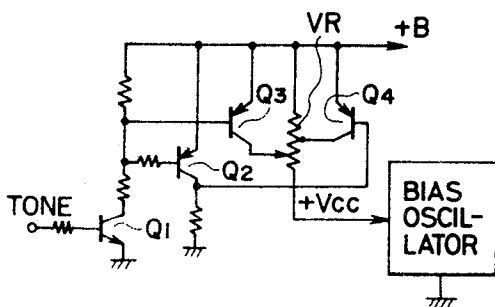 VR
+B
Q3
Q4
Q2
+Vcc
TONE
Q1
BIAS
OSCIL-
LATOR